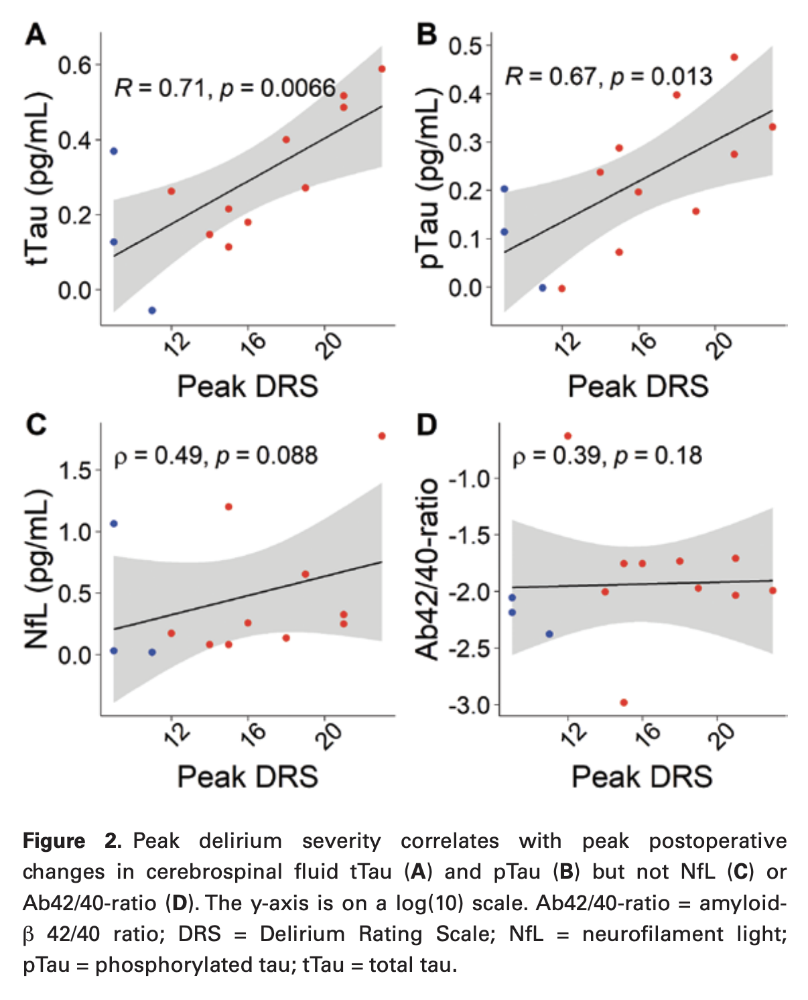 A
R = 0.71, p = 0.0066
tTau (pg/mL)
0.6
0.4
0.2
0.0
12 16 20
Peak DRS
B
R = 0.67, p = 0.013
pTau (pg/mL)
0.5
0.4
0.3
0.2
0.1
0.0
12 16 20
Peak DRS
C
ρ = 0.49, p = 0.088
NfL (pg/mL)
1.5
1.0
0.5
0.0
12 16 20
Peak DRS
D
ρ = 0.39, p = 0.18
Ab42/40-ratio
-1.0
-1.5
-2.0
-2.5
-3.0
12 16 20
Peak DRS
Figure 2. Peak delirium severity correlates with peak postoperative
changes in cerebrospinal fluid tTau (A) and pTau (B) but not NfL (C) or
Ab42/40-ratio (D). The y-axis is on a log(10) scale. Ab42/40-ratio = amyloid-
β 42/40 ratio; DRS = Delirium Rating Scale; NfL = neurofilament light;
pTau = phosphorylated tau; tTau = total tau.